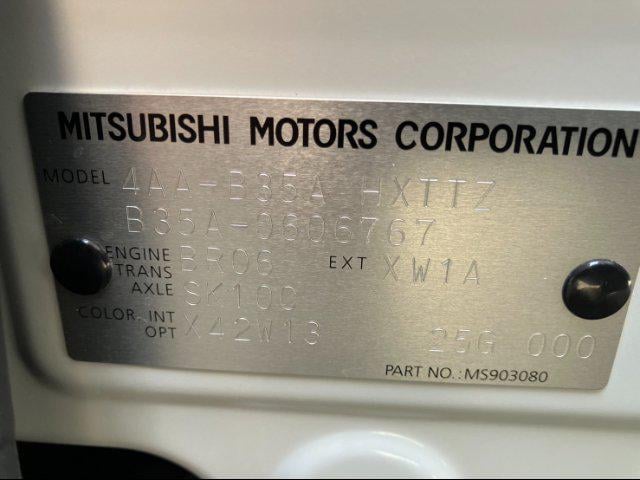 MITSUBISHI MOTORS CORPORATION
MODEL 4AA-B35A-HXTTZ
B35A-0606767
ENGINE BR06 EXT XW1A
TRANS
AXLE SK10C
COLOR INT X42W13 25G 000
OPT
PART NO.:MS903080